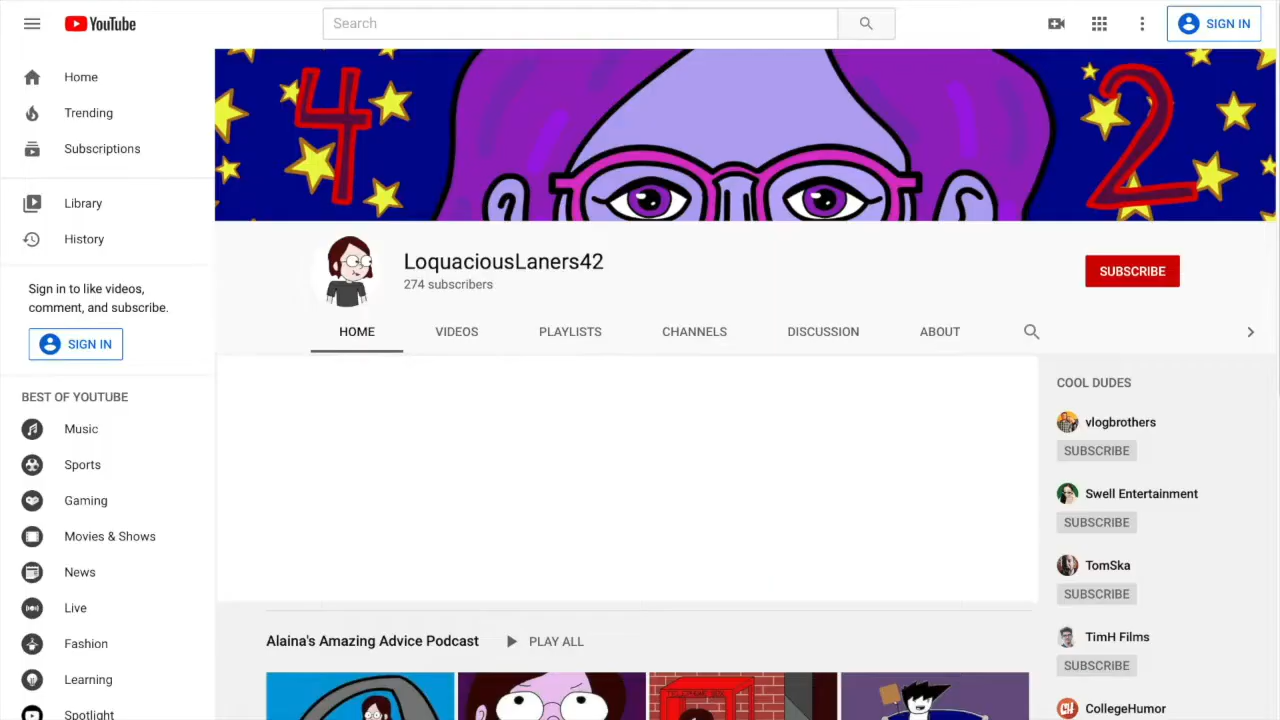 YouTube
Search
SIGN IN
Home
Trending
Subscriptions
Library
History
Sign in to like videos,
comment, and subscribe.
SIGN IN
BEST OF YOUTUBE
Music
Sports
Gaming
Movies & Shows
News
Live
Fashion
Learning
Spotlight
4 2
LoquaciousLaners42
274 subscribers
SUBSCRIBE
HOME VIDEOS PLAYLISTS CHANNELS DISCUSSION ABOUT
Alaina's Amazing Advice Podcast PLAY ALL
COOL DUDES
vlogbrothers
SUBSCRIBE
Swell Entertainment
SUBSCRIBE
TomSka
SUBSCRIBE
TimH Films
SUBSCRIBE
CollegeHumor